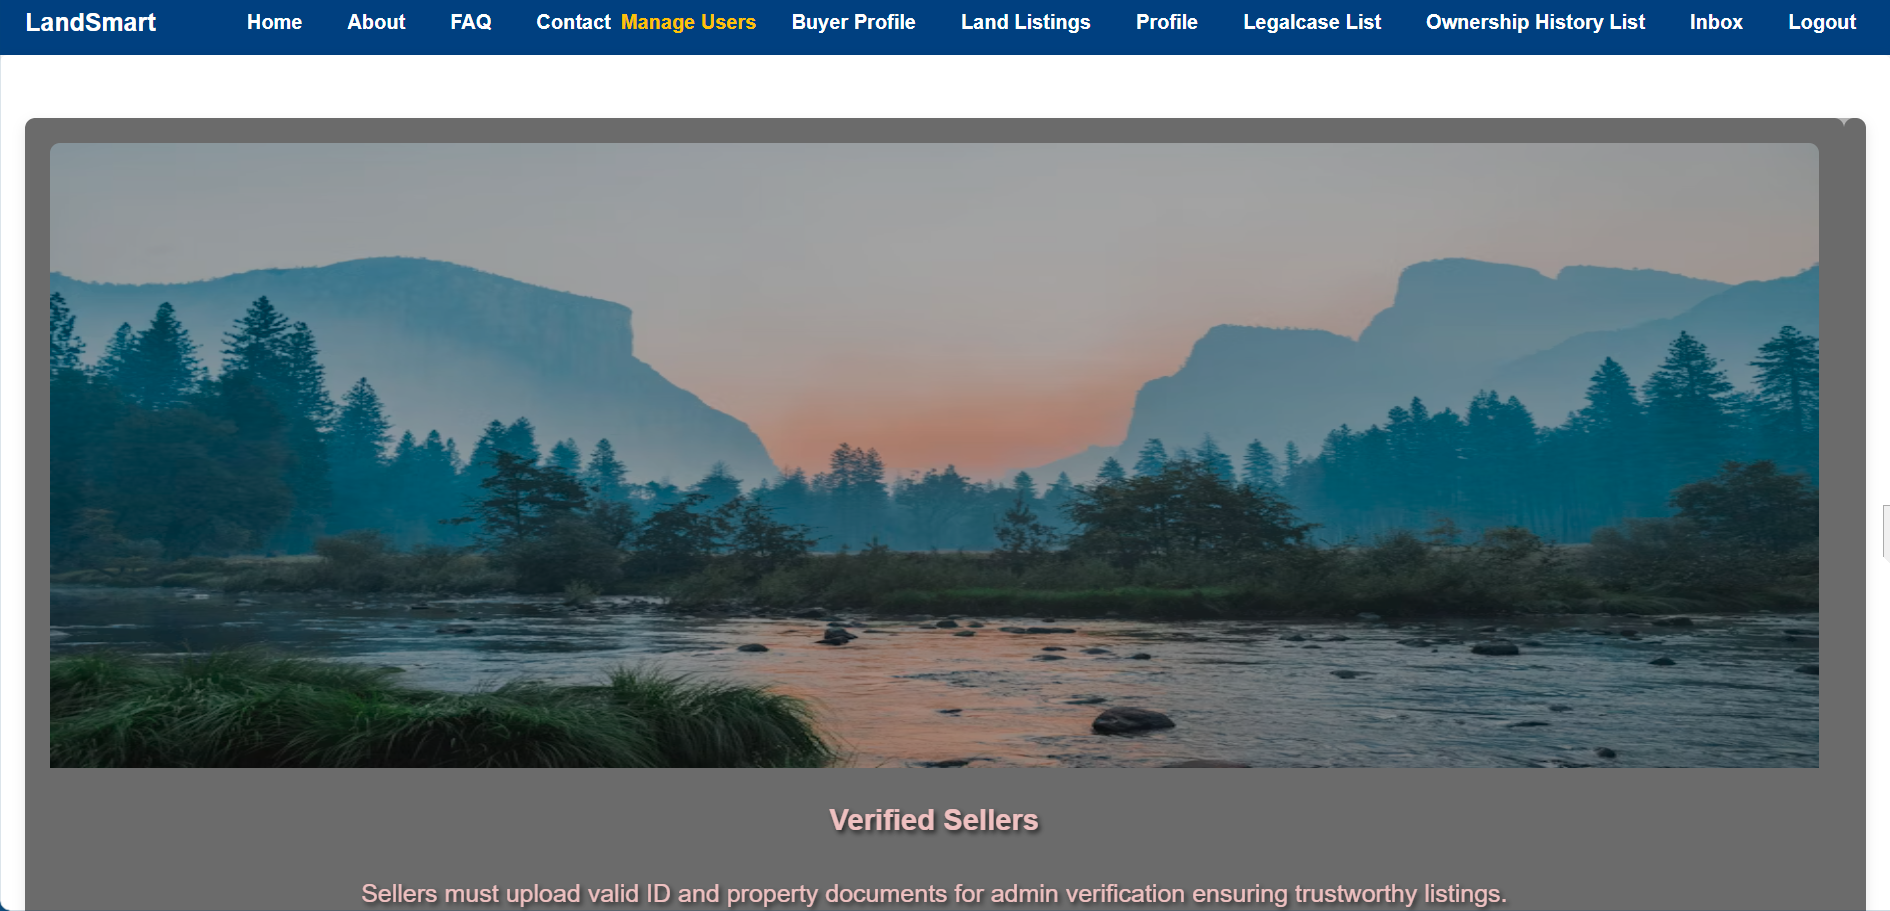 LandSmart Home About FAQ Contact Manage Users Buyer Profile Land Listings Profile Legalcase List Ownership History List Inbox Logout
Verified Sellers
Sellers must upload valid ID and property documents for admin verification ensuring trustworthy listings.